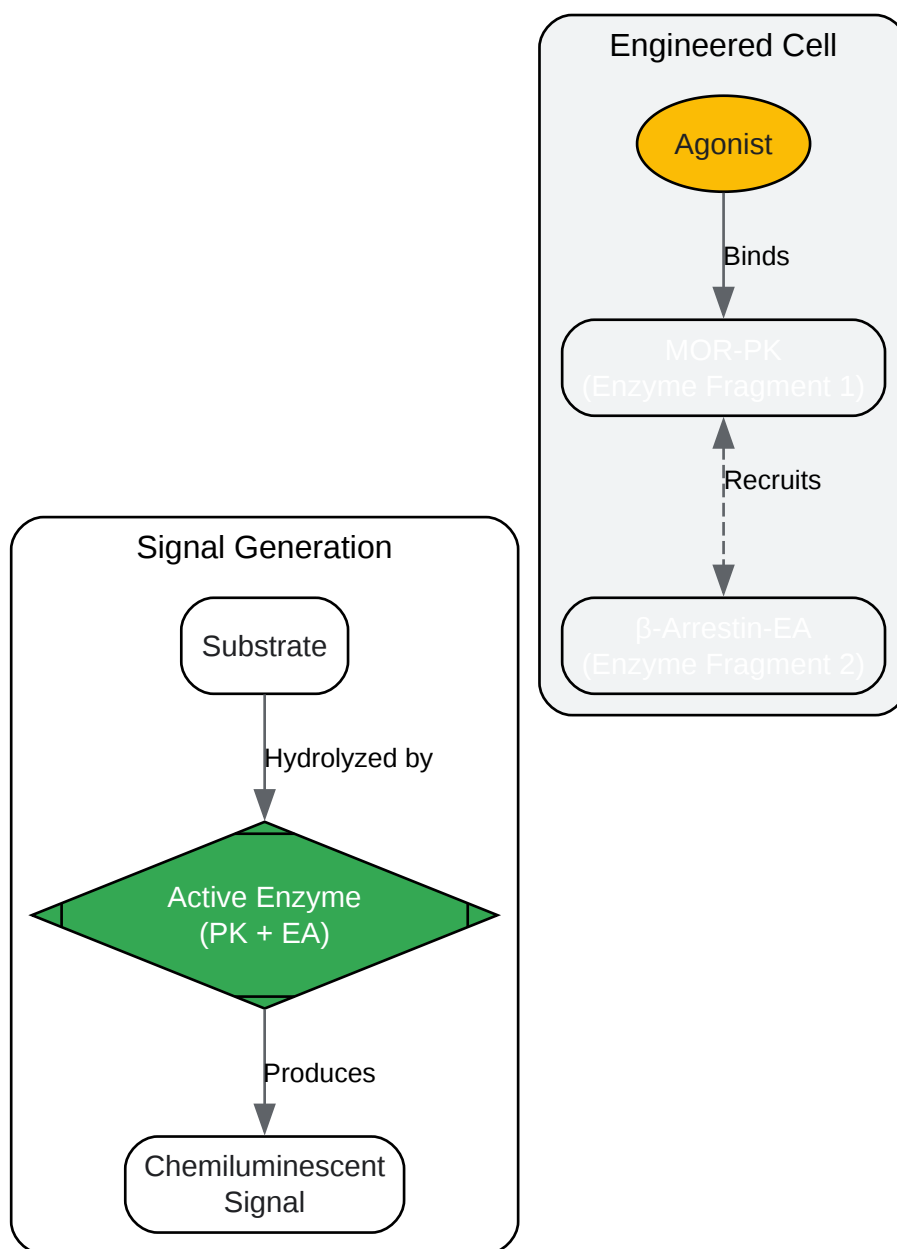 Engineered Cell
Agonist
Binds
MOR-PK
(Enzyme Fragment 1)
Recruits
β-Arrestin-EA
(Enzyme Fragment 2)
Signal Generation
Substrate
Hydrolyzed by
Active Enzyme
(PK + EA)
Produces
Chemiluminescent
Signal